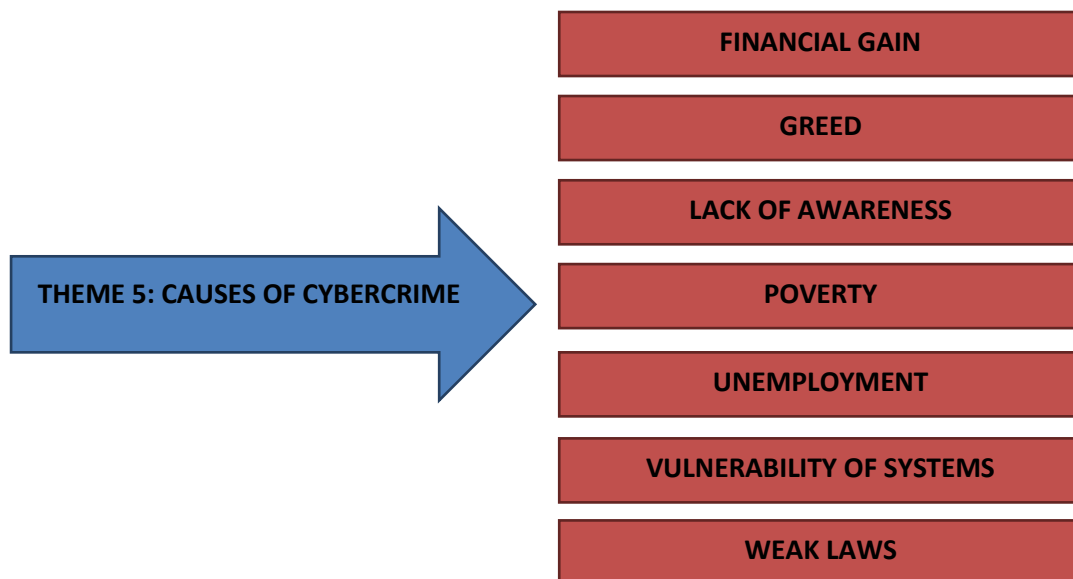 THEME 5: CAUSES OF CYBERCRIME
FINANCIAL GAIN
GREED
LACK OF AWARENESS
POVERTY
UNEMPLOYMENT
VULNERABILITY OF SYSTEMS
WEAK LAWS